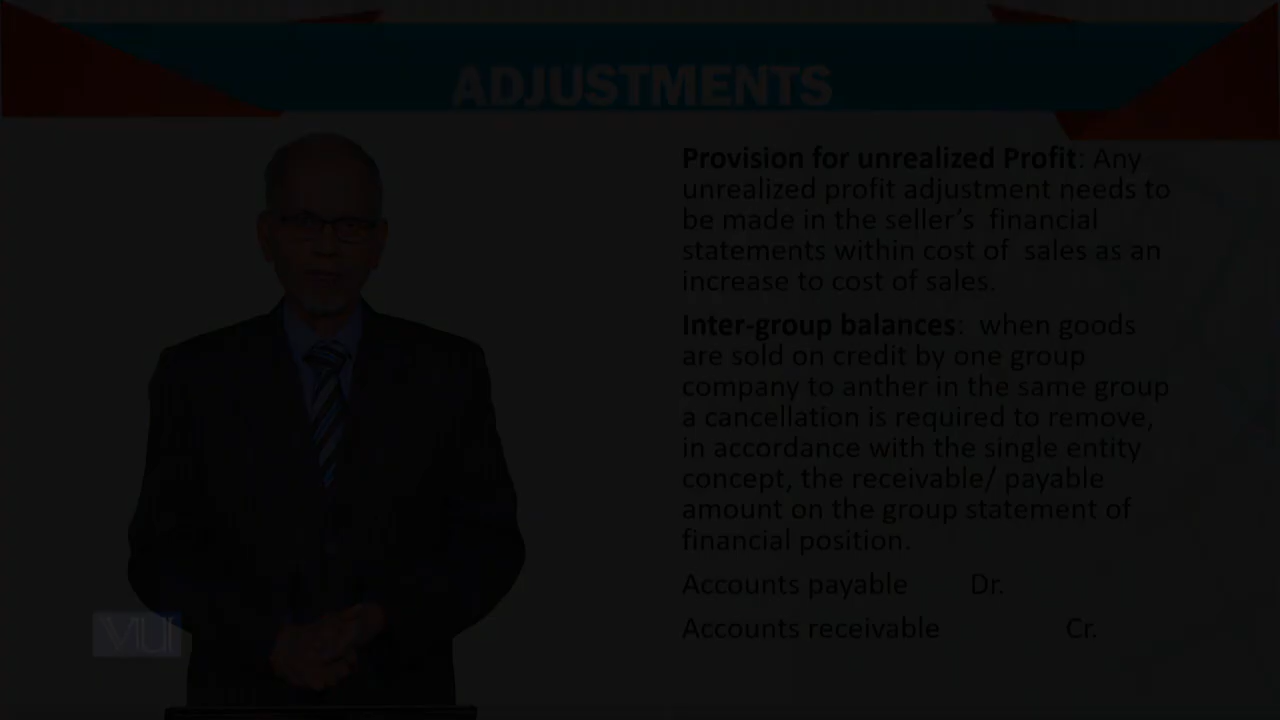 ADJUSTMENTS
Provision for unrealized Profit: Any
unrealized profit adjustment needs to
be made in the seller's financial
statements within cost of sales as an
increase to cost of sales.
Inter-group balances: when goods
are sold on credit by one group
company to anther in the same group
a cancellation is required to remove,
in accordance with the single entity
concept, the receivable/ payable
amount on the group statement of
financial position.
Accounts payable Dr.
Accounts receivable Cr.
VU